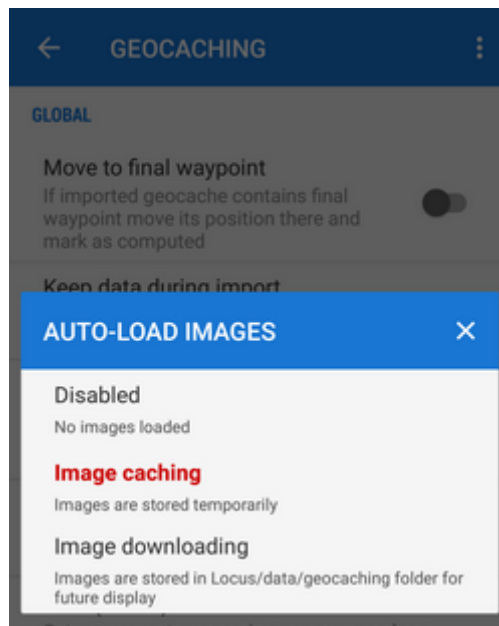 GEOCACHING
GLOBAL
Move to final waypoint
If imported geocache contains final
waypoint move its position there and
mark as computed
Keep data during import
AUTO-LOAD IMAGES
Disabled
No images loaded
Image caching
Images are stored temporarily
Image downloading
Images are stored in Locus/data/geocaching folder for
future display